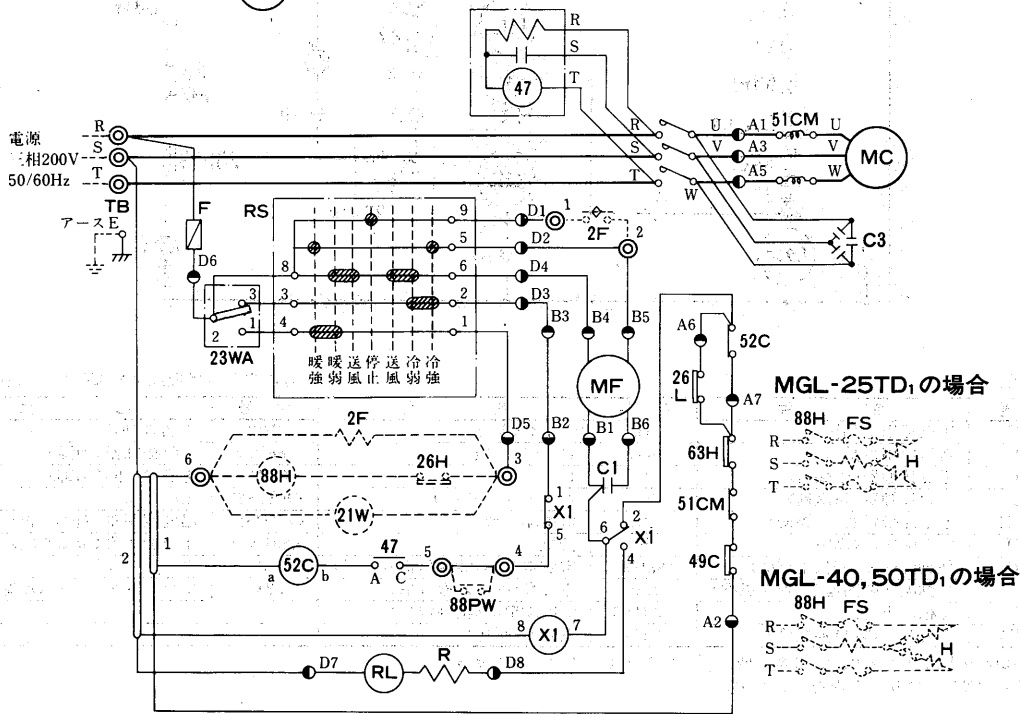 R
S
T
47
電源
三相200V
50/60Hz
R
S
T
TB
アース E
F
D6
R
S
T
U
V
W
A1
A3
A5
51CM
U
V
W
MC
C3
RS
9
5
6
2
1
8
3
4
D1
D2
D4
D3
1
2F
2
3
1
2
23WA
暖強
暖弱
送風
停止
送風
冷弱
冷強
B3
B4
B5
MF
B2
B1
B6
D5
C1
A6
52C
26L
A7
63H
51CM
49C
A2
2F
6
88H
26H
3
21W
1
X1
5
6
2
X1
4
2
1
a
52C
b
47
A
C
5
4
88PW
8
X1
7
D7
RL
R
D8
MGL-25TD₁の場合
88H FS
R
S
T
H
MGL-40,50TD₁の場合
88H FS
R
S
T
H